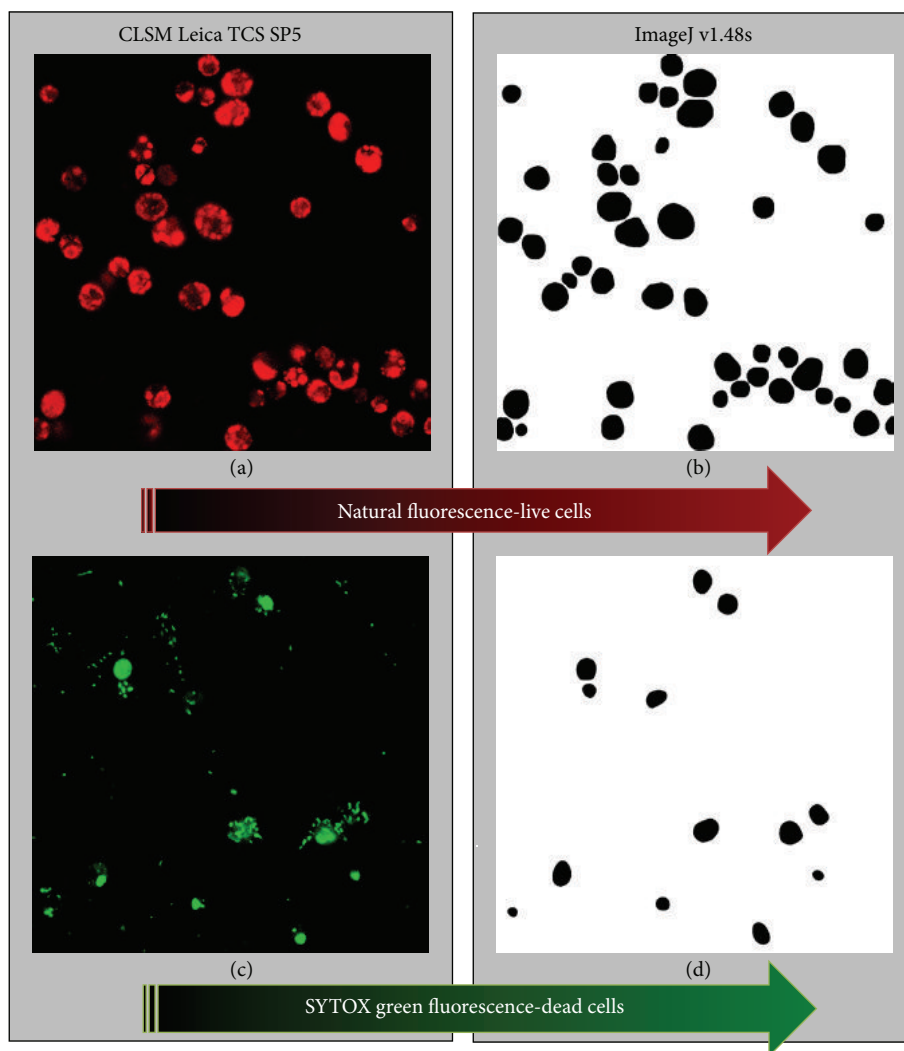 CLSM Leica TCS SP5
ImageJ v1.48s
(a)
(b)
Natural fluorescence-live cells
(c)
(d)
SYTOX green fluorescence-dead cells